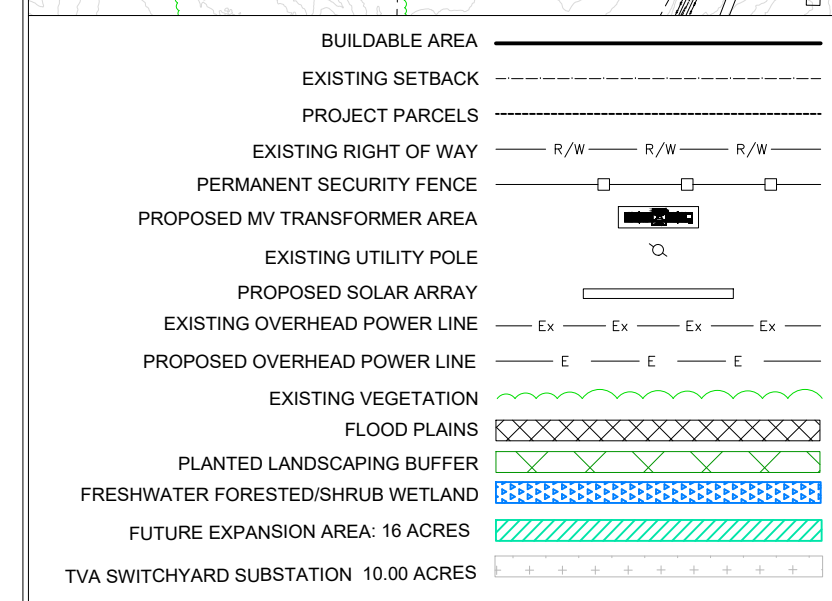 BUILDABLE AREA
EXISTING SETBACK
PROJECT PARCELS
EXISTING RIGHT OF WAY R/W R/W R/W
PERMANENT SECURITY FENCE
PROPOSED MV TRANSFORMER AREA
EXISTING UTILITY POLE
PROPOSED SOLAR ARRAY
EXISTING OVERHEAD POWER LINE Ex Ex Ex Ex
PROPOSED OVERHEAD POWER LINE E E E
EXISTING VEGETATION
FLOOD PLAINS
PLANTED LANDSCAPING BUFFER
FRESHWATER FORESTED/SHRUB WETLAND
FUTURE EXPANSION AREA: 16 ACRES
TVA SWITCHYARD SUBSTATION 10.00 ACRES